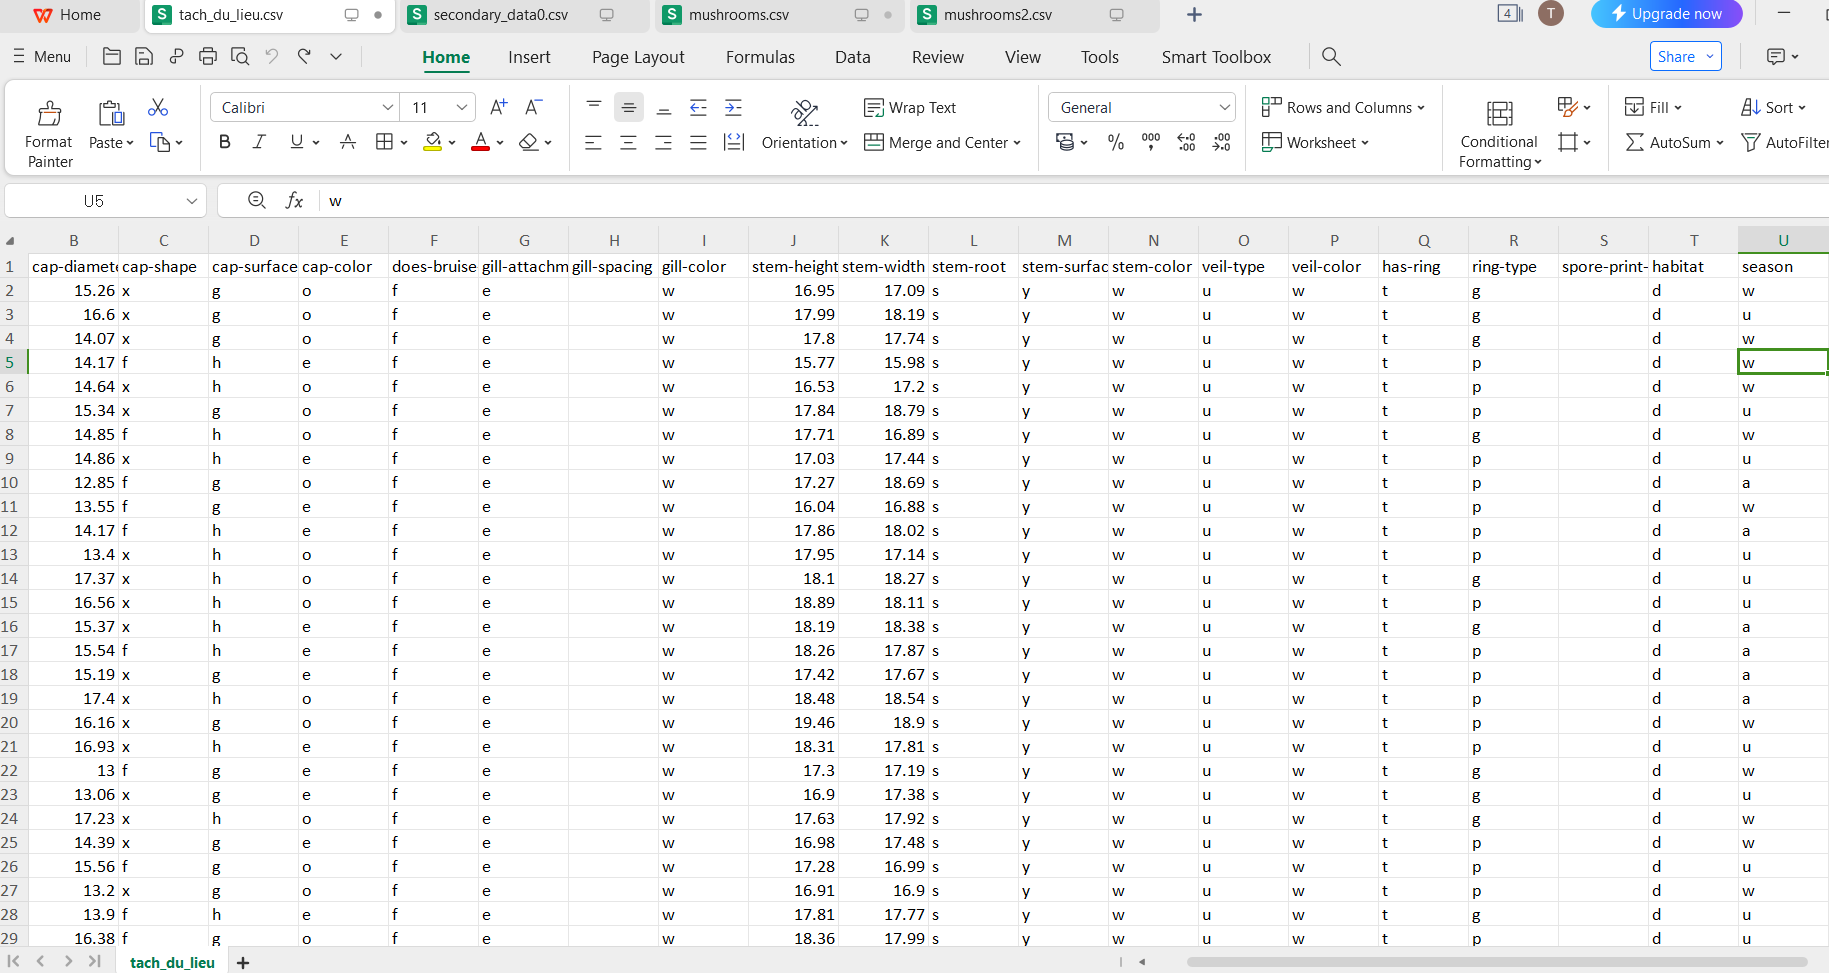 Home tach_du_lieu.csv secondary_data0.csv mushrooms.csv mushrooms2.csv 4 T Upgrade now
Menu Home Insert Page Layout Formulas Data Review View Tools Smart Toolbox Share
Calibri 11 A+ A- Wrap Text General Rows and Columns Fill Sort
Format Painter Paste B I U A A Orientation Merge and Center % Worksheet Conditional Formatting AutoSum AutoFilter
U5 fx w
B C D E F G H I J K L M N O P Q R S T U
1 cap-diamete cap-shape cap-surface cap-color does-bruise gill-attachm gill-spacing gill-color stem-height stem-width stem-root stem-surfac stem-color veil-type veil-color has-ring ring-type spore-print- habitat season
2 15.26 x g o f e w 16.95 17.09 s y w u w t g d w
3 16.6 x g o f e w 17.99 18.19 s y w u w t g d u
4 14.07 x g o f e w 17.8 17.74 s y w u w t g d w
5 14.17 f h e f e w 15.77 15.98 s y w u w t p d w
6 14.64 x h o f e w 16.53 17.2 s y w u w t p d w
7 15.34 x g o f e w 17.84 18.79 s y w u w t p d u
8 14.85 f h o f e w 17.71 16.89 s y w u w t g d w
9 14.86 x h e f e w 17.03 17.44 s y w u w t p d u
10 12.85 f g o f e w 17.27 18.69 s y w u w t p d a
11 13.55 f g e f e w 16.04 16.88 s y w u w t p d w
12 14.17 f h e f e w 17.86 18.02 s y w u w t p d a
13 13.4 x h o f e w 17.95 17.14 s y w u w t p d u
14 17.37 x h o f e w 18.1 18.27 s y w u w t g d u
15 16.56 x h o f e w 18.89 18.11 s y w u w t p d u
16 15.37 x h e f e w 18.19 18.38 s y w u w t g d a
17 15.54 f h e f e w 18.26 17.87 s y w u w t p d a
18 15.19 x g e f e w 17.42 17.67 s y w u w t p d a
19 17.4 x h o f e w 18.48 18.54 s y w u w t p d a
20 16.16 x g o f e w 19.46 18.9 s y w u w t p d w
21 16.93 x h e f e w 18.31 17.81 s y w u w t p d u
22 13 f g e f e w 17.3 17.19 s y w u w t g d w
23 13.06 x g e f e w 16.9 17.38 s y w u w t g d u
24 17.23 x h o f e w 17.63 17.92 s y w u w t g d w
25 14.39 x g e f e w 16.98 17.48 s y w u w t p d w
26 15.56 f g o f e w 17.28 16.99 s y w u w t p d u
27 13.2 x g o f e w 16.91 16.9 s y w u w t p d w
28 13.9 f h e f e w 17.81 17.77 s y w u w t g d u
29 16.38 f g o f e w 18.36 17.99 s y w u w t p d u
tach_du_lieu